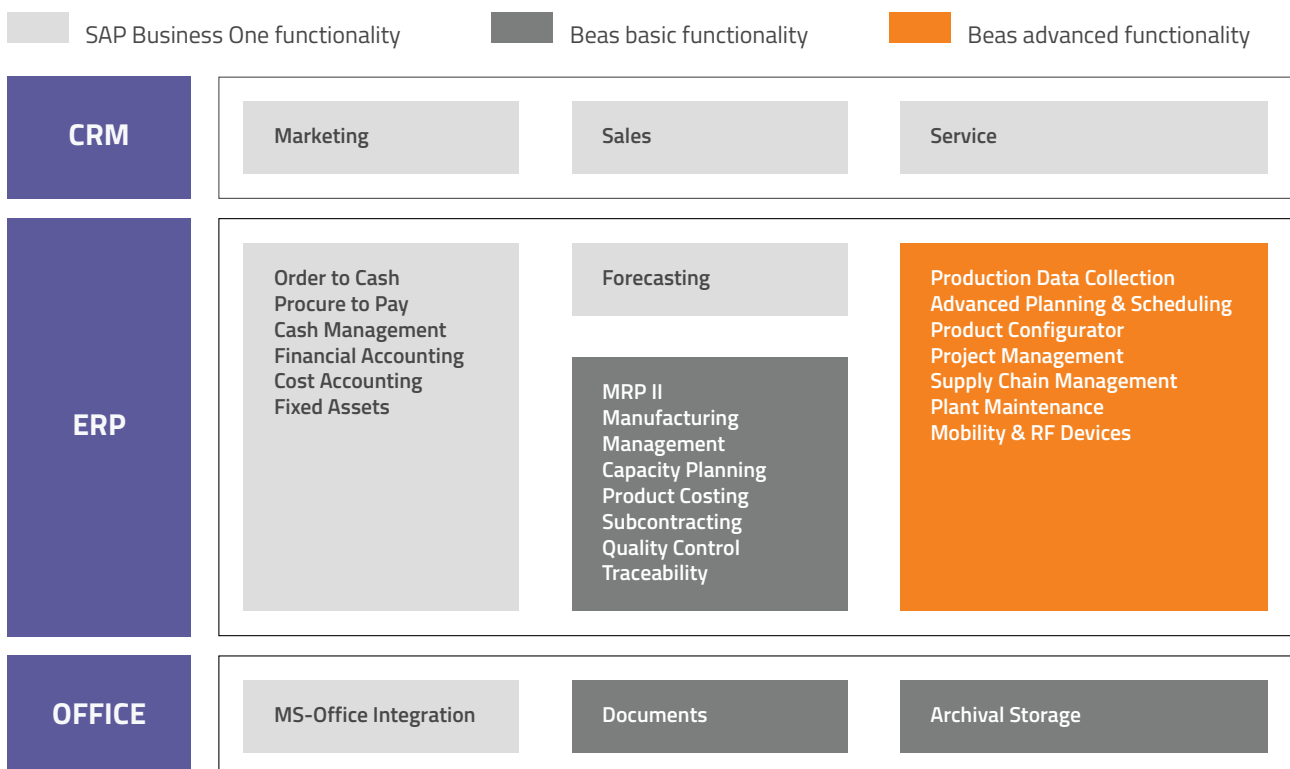 SAP Business One functionality
Beas basic functionality
Beas advanced functionality
CRM
Marketing
Sales
Service
ERP
Order to Cash
Procure to Pay
Cash Management
Financial Accounting
Cost Accounting
Fixed Assets
Forecasting
MRP II
Manufacturing
Management
Capacity Planning
Product Costing
Subcontracting
Quality Control
Traceability
Production Data Collection
Advanced Planning & Scheduling
Product Configurator
Project Management
Supply Chain Management
Plant Maintenance
Mobility & RF Devices
OFFICE
MS-Office Integration
Documents
Archival Storage